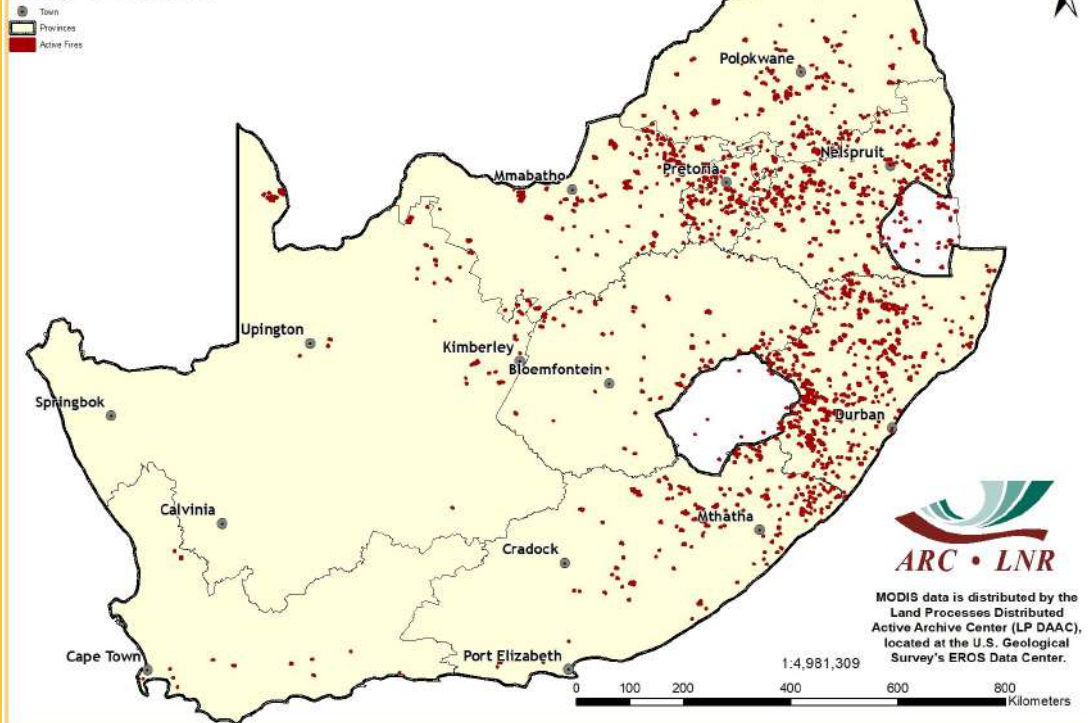 Town
Provinces
Active Fires
Polokwane
Nelspruit
Pretoria
Mmabatho
Upington
Kimberley
Bloemfontein
Springbok
Durban
Calvinia
Mthatha
Cradock
ARC • LNR
MODIS data is distributed by the
Land Processes Distributed
Active Archive Center (LP DAAC),
located at the U.S. Geological
Survey's EROS Data Center.
Cape Town
Port Elizabeth
1:4,981,309
0 100 200 400 600 800
Kilometers